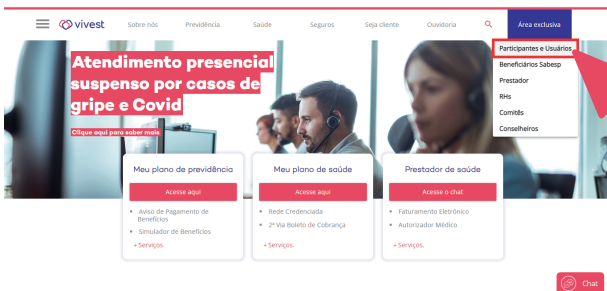 vivest
Sobre nós
Previdência
Saúde
Seguros
Seja cliente
Ouvidoria
Área exclusiva
Participantes e Usuários
Beneficiários Sabesp
Prestador
RHs
Comitês
Conselheiros
Atendimento presencial
suspenso por casos de
gripe e Covid
Clique aqui para saber mais
Meu plano de previdência
Acesse aqui
• Aviso de Pagamento de
Benefícios
• Simulador de Benefícios
+ Serviços.
Meu plano de saúde
Acesse aqui
• Rede Credenciada
• 2ª Via Boleto de Cobrança
+ Serviços.
Prestador de saúde
Acesse o chat
• Faturamento Eletrônico
• Autorizador Médico
+ Serviços.
Chat